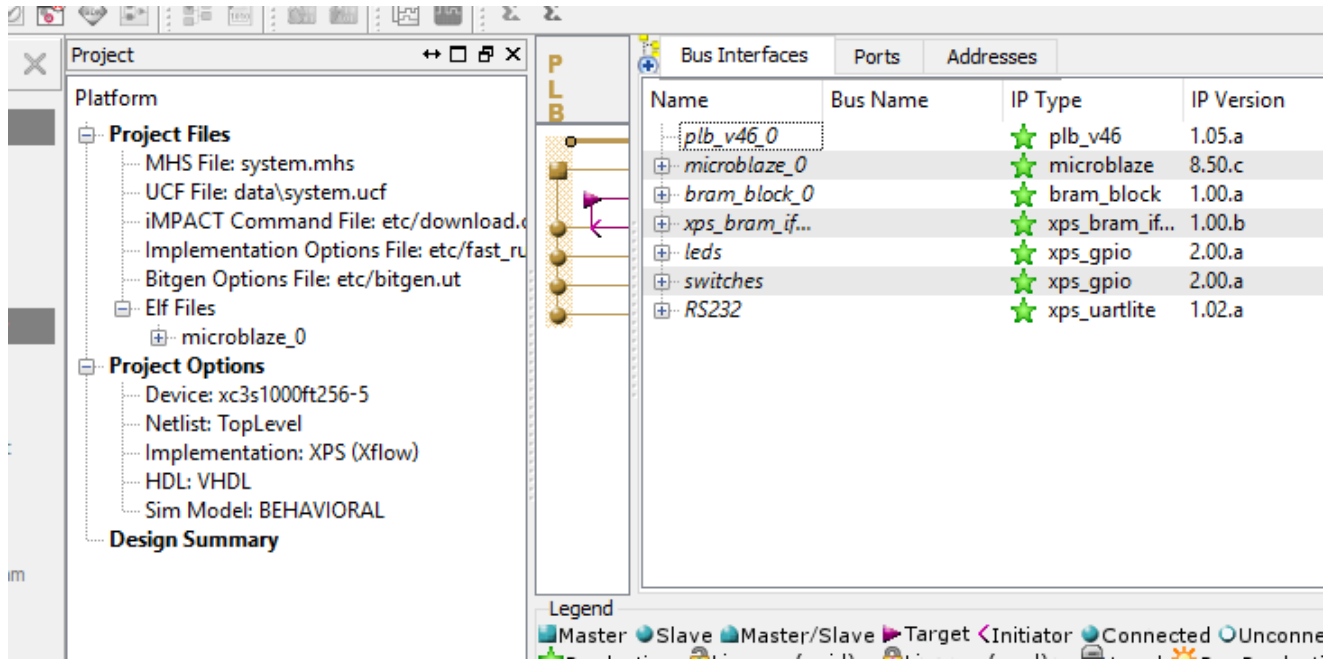 Project
Platform
Project Files
MHS File: system.mhs
UCF File: data\system.ucf
iMPACT Command File: etc/download.c
Implementation Options File: etc/fast_ru
Bitgen Options File: etc/bitgen.ut
Elf Files
microblaze_0
Project Options
Device: xc3s1000ft256-5
Netlist: TopLevel
Implementation: XPS (Xflow)
HDL: VHDL
Sim Model: BEHAVIORAL
Design Summary
PLB
Bus Interfaces Ports Addresses
Name Bus Name IP Type IP Version
plb_v46_0 plb_v46 1.05.a
microblaze_0 microblaze 8.50.c
bram_block_0 bram_block 1.00.a
xps_bram_if... xps_bram_if... 1.00.b
leds xps_gpio 2.00.a
switches xps_gpio 2.00.a
RS232 xps_uartlite 1.02.a
Legend
Master Slave Master/Slave Target Initiator Connected Unconne